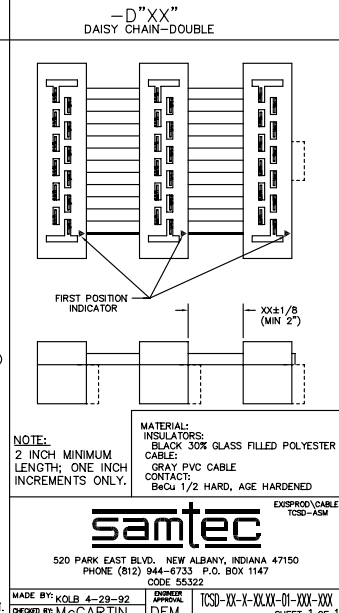 -D"XX"
DAISY CHAIN-DOUBLE
FIRST POSITION
INDICATOR
XX±1/8
(MIN 2")
NOTE:
2 INCH MINIMUM
LENGTH; ONE INCH
INCREMENTS ONLY.
MATERIAL:
INSULATORS:
BLACK 30% GLASS FILLED POLYESTER
CABLE:
GRAY PVC CABLE
CONTACT:
BeCu 1/2 HARD, AGE HARDENED
EXISPROD\CABLE
TCSD-ASM
samtec
520 PARK EAST BLVD. NEW ALBANY, INDIANA 47150
PHONE (812) 944-6733 P.O. BOX 1147
CODE 55322
MADE BY: KOLB 4-29-92
ENGINEER
APPROVAL
TCSD-XX-X-XX.XX-01-XXX-XXX
CHECKED BY: McCARTIN
DEM
SHEET 1 OF 1